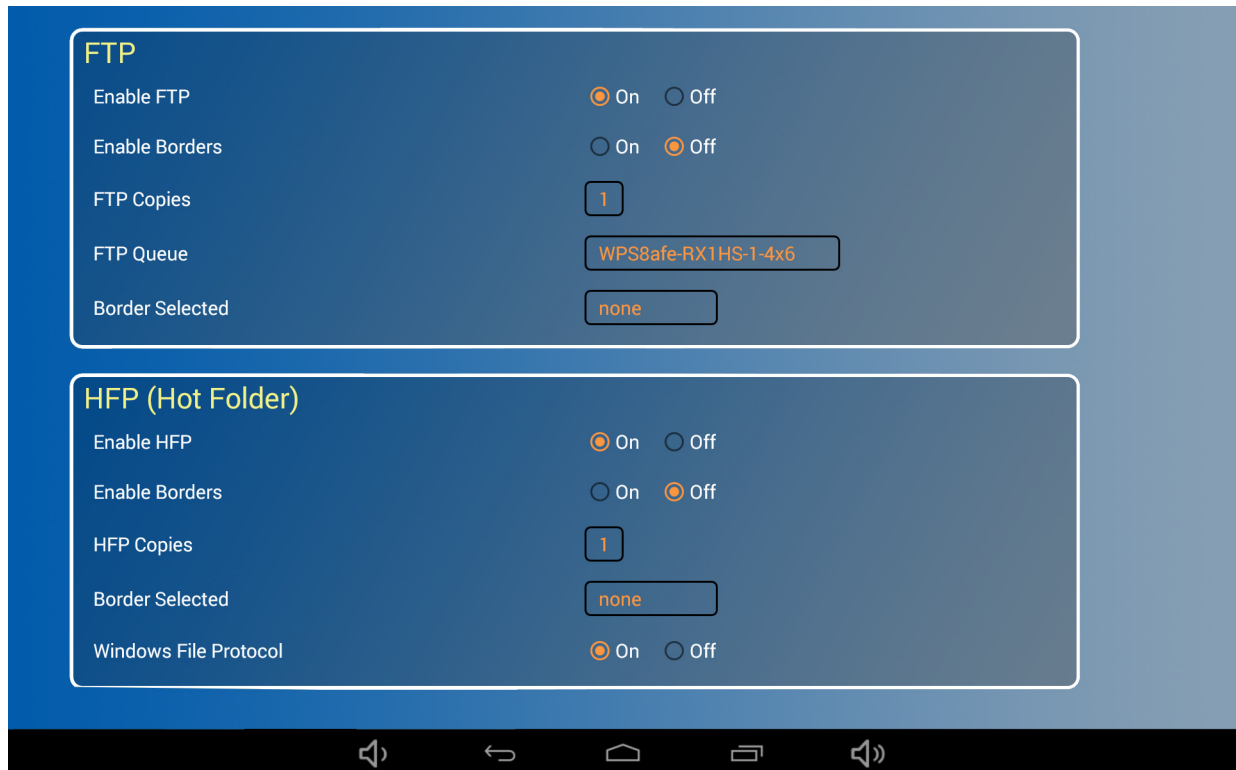 FTP
Enable FTP On Off
Enable Borders On Off
FTP Copies 1
FTP Queue WPS8afe-RX1HS-1-4x6
Border Selected none
HFP (Hot Folder)
Enable HFP On Off
Enable Borders On Off
HFP Copies 1
Border Selected none
Windows File Protocol On Off